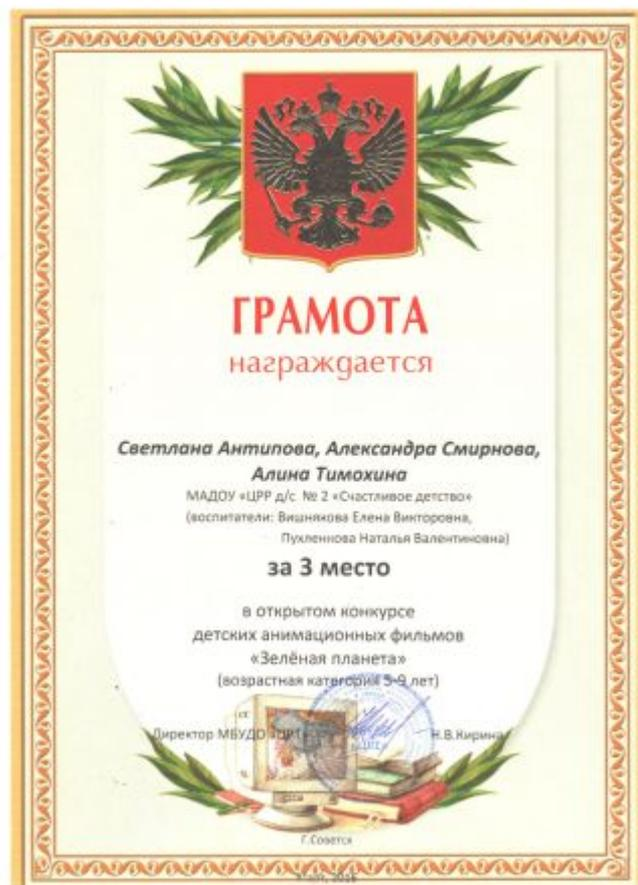 ГРАМОТА
награждается
Светлана Антипова, Александра Смирнова,
Алина Тимохина
МАДОУ «ЦРР д/с № 2 «Счастливое детство»
(воспитатели: Вишнякова Елена Викторовна,
Пухленнова Наталья Валентиновна)
за 3 место
в открытом конкурсе
детских анимационных фильмов
«Зелёная планета»
(возрастная категория 5-9 лет)
Директор МБУДО Н.В.Кирина
Г.Советск